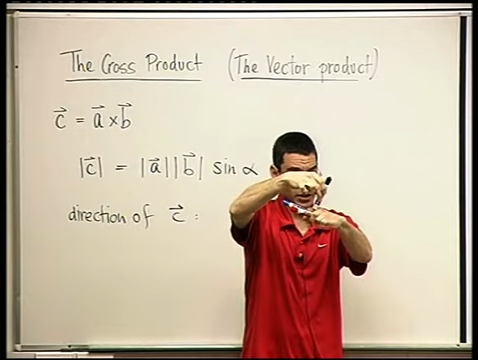 The Cross Product (The Vector product)
c⃗ = a⃗ × b⃗
|c⃗| = |a⃗| |b⃗| sin α
direction of c⃗ :